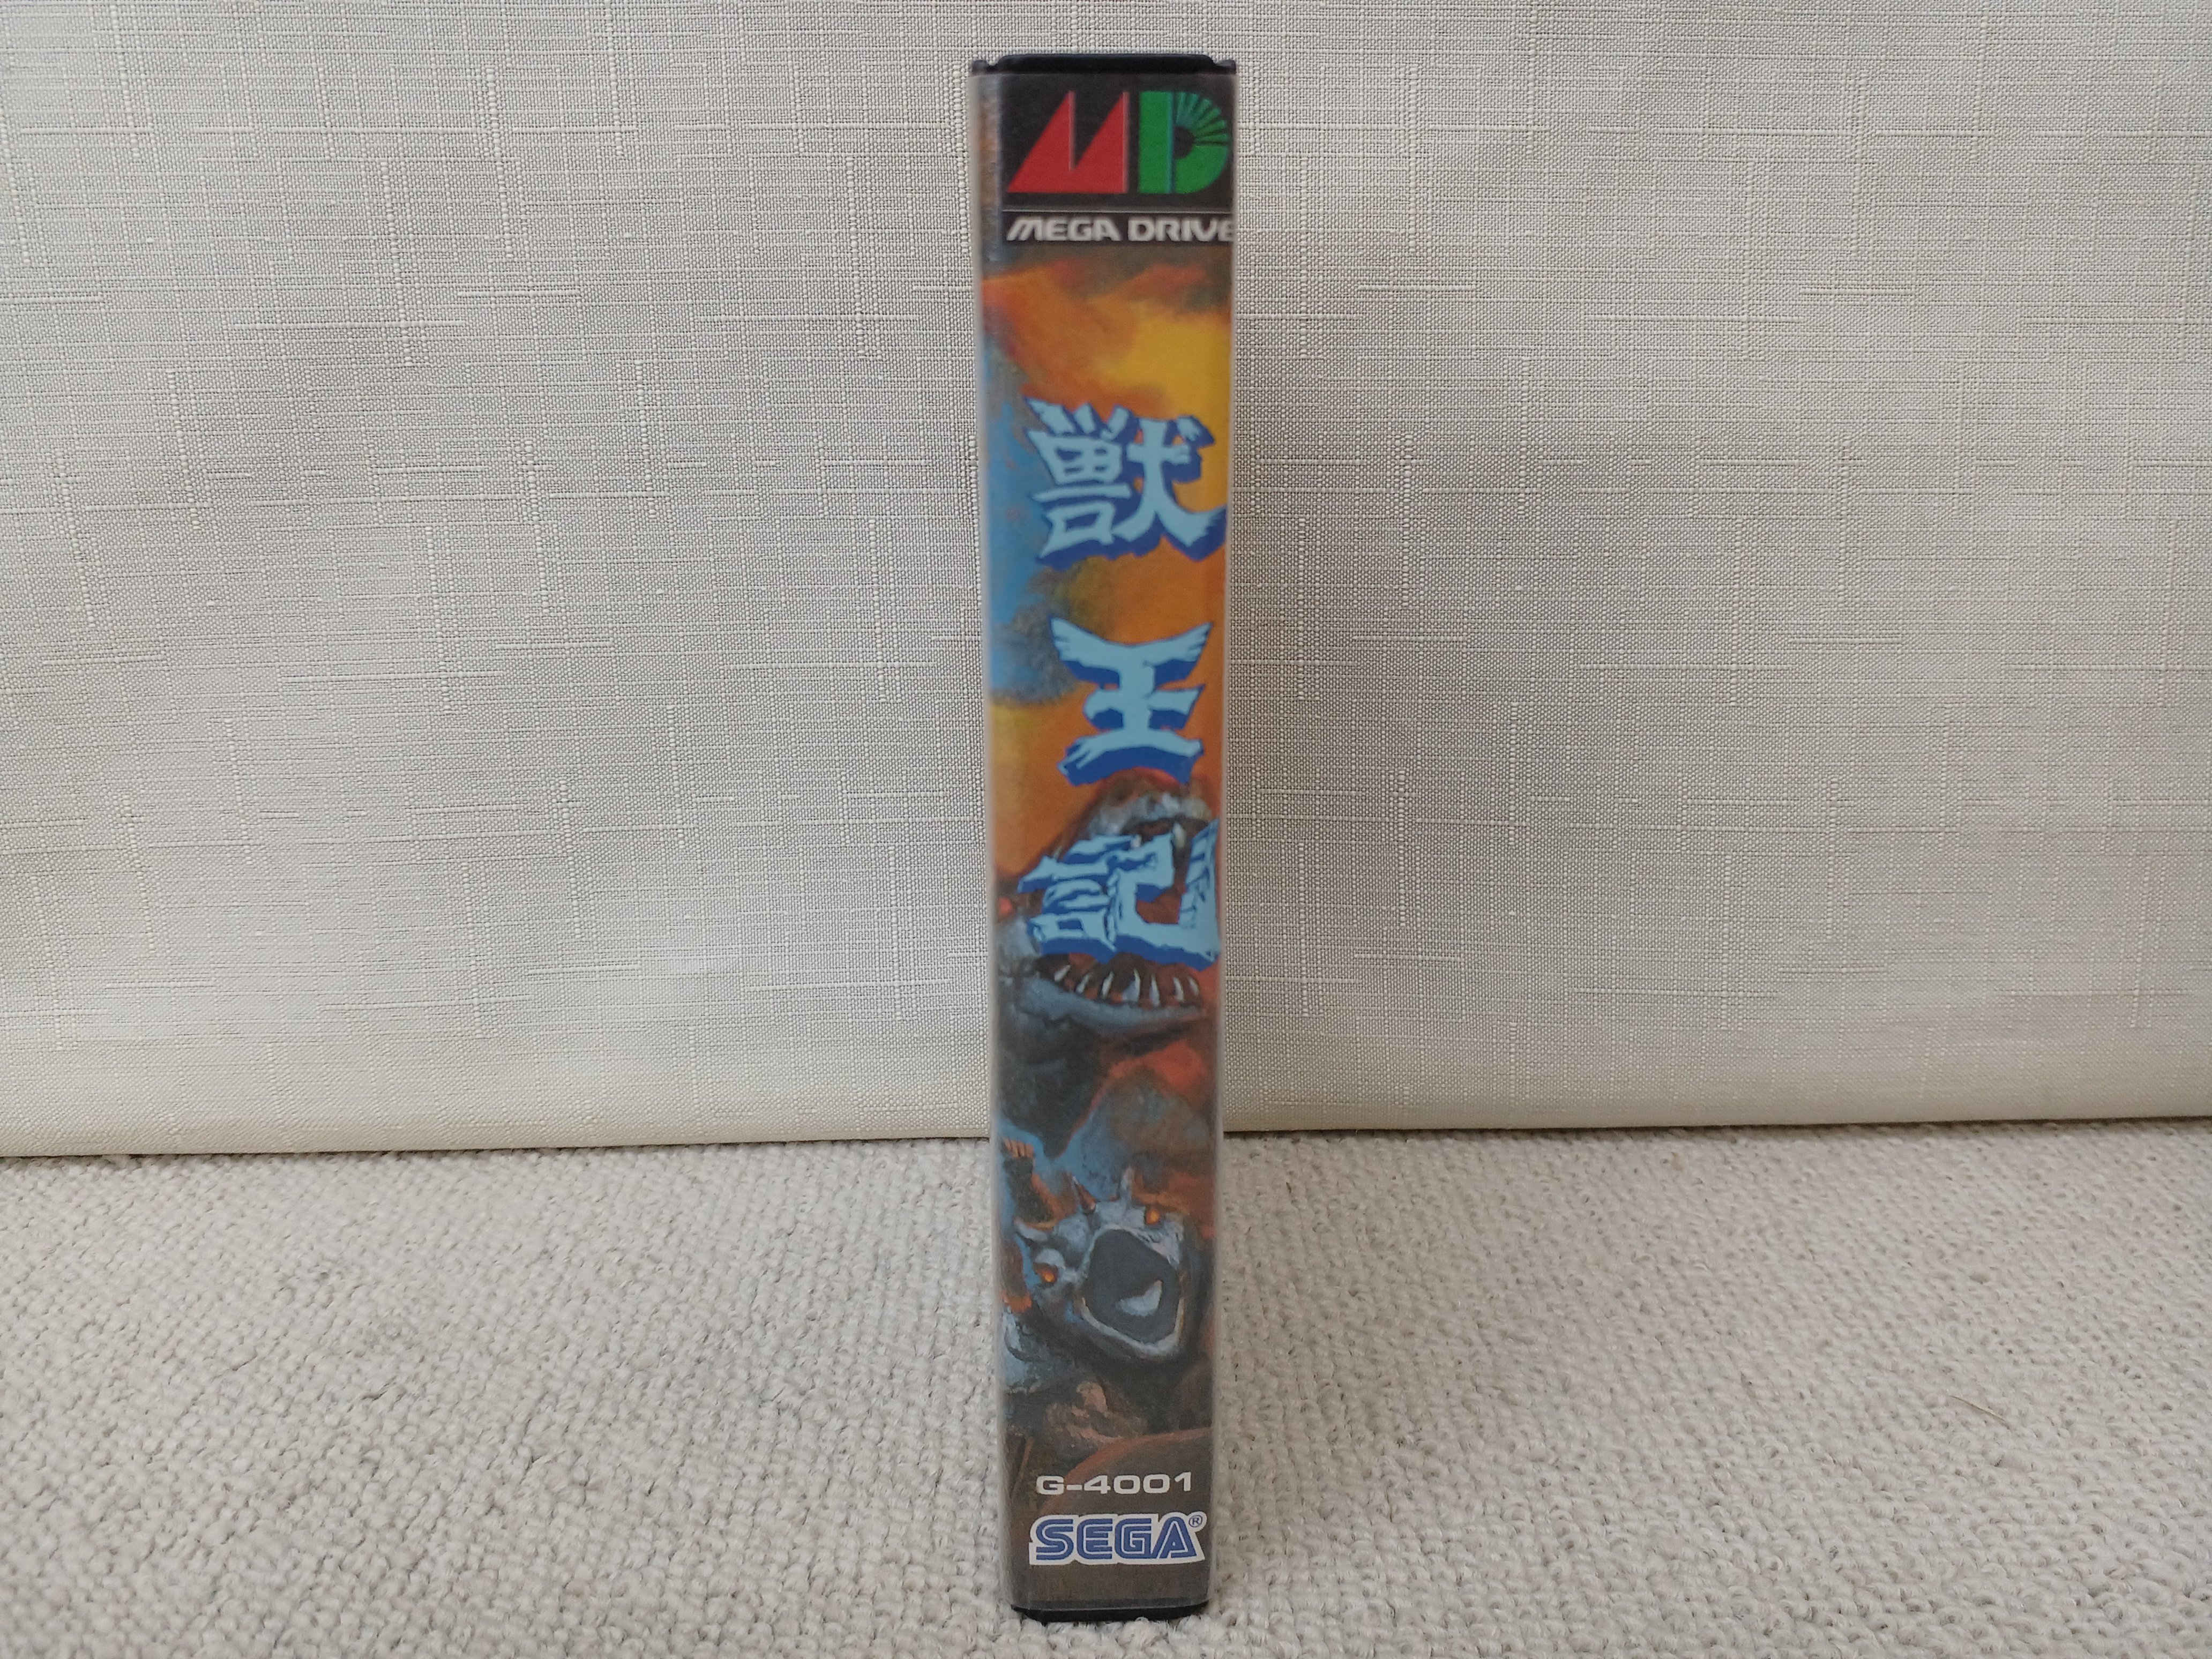 MD
MEGA DRIVE
獣
王
記
G-4001
SEGA®